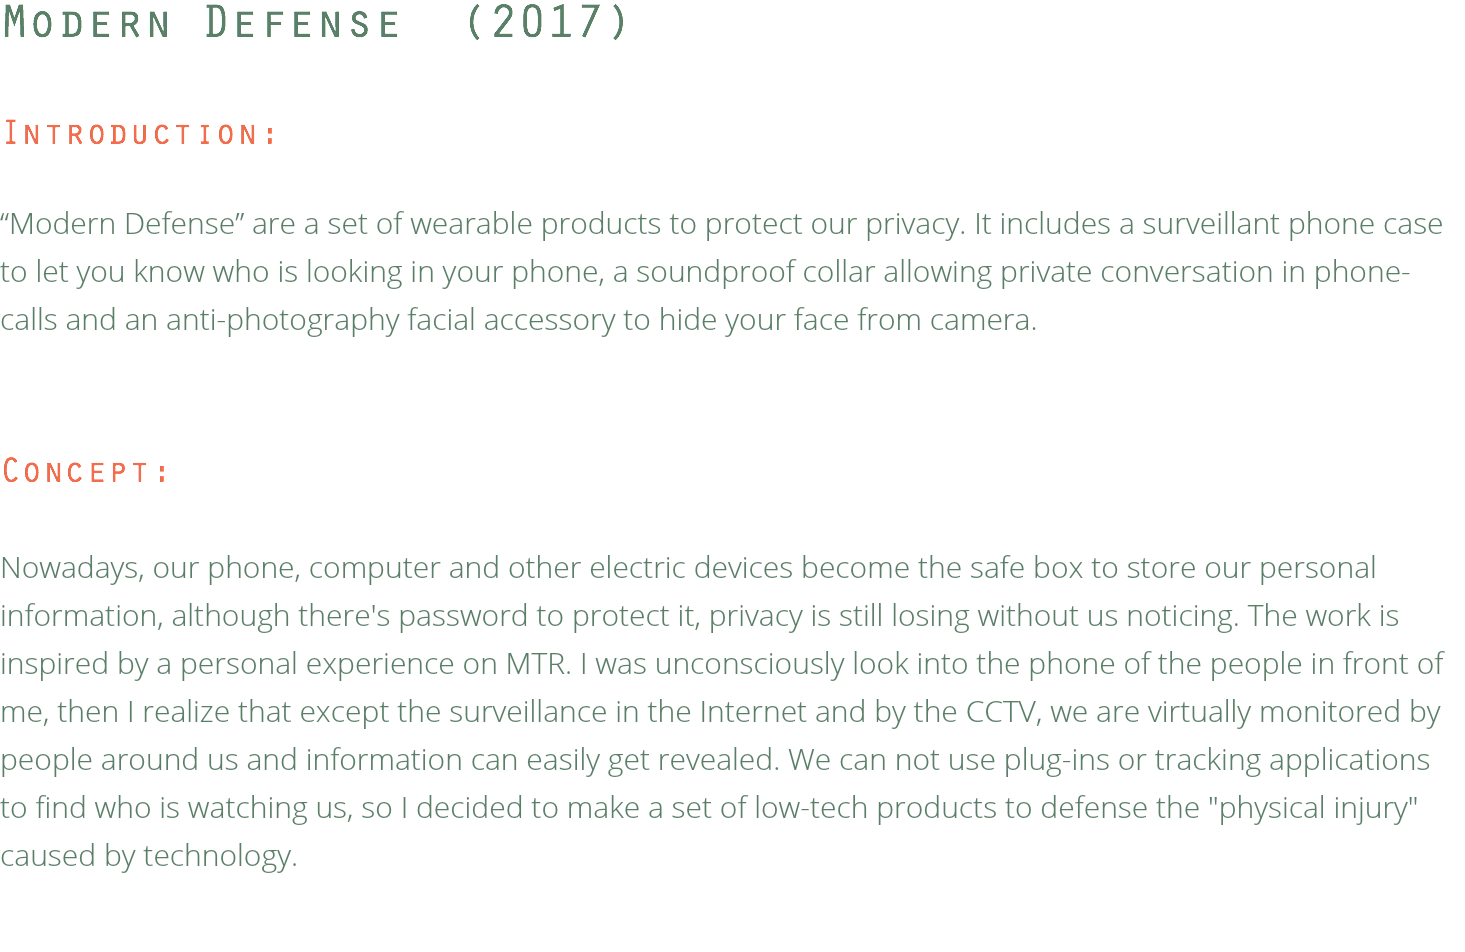 Modern Defense (2017)
Introduction:
“Modern Defense” are a set of wearable products to protect our privacy. It includes a surveillant phone case
to let you know who is looking in your phone, a soundproof collar allowing private conversation in phone-
calls and an anti-photography facial accessory to hide your face from camera.
Concept:
Nowadays, our phone, computer and other electric devices become the safe box to store our personal
information, although there's password to protect it, privacy is still losing without us noticing. The work is
inspired by a personal experience on MTR. I was unconsciously look into the phone of the people in front of
me, then I realize that except the surveillance in the Internet and by the CCTV, we are virtually monitored by
people around us and information can easily get revealed. We can not use plug-ins or tracking applications
to find who is watching us, so I decided to make a set of low-tech products to defense the "physical injury"
caused by technology.